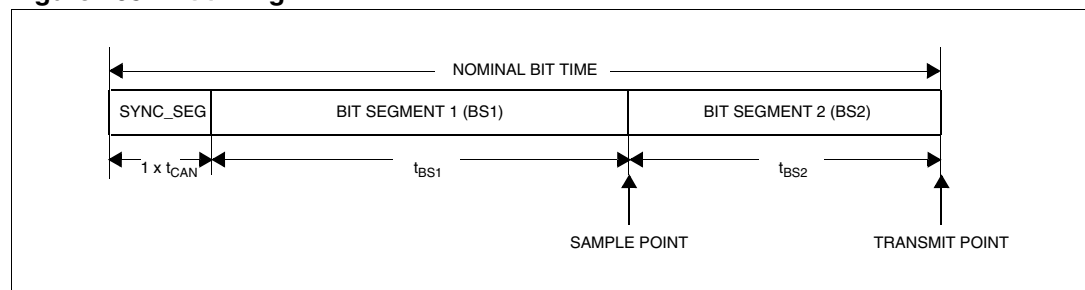 NOMINAL BIT TIME
SYNC_SEG
BIT SEGMENT 1 (BS1)
BIT SEGMENT 2 (BS2)
1 x tCAN
tBS1
tBS2
SAMPLE POINT
TRANSMIT POINT